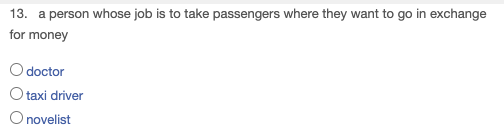 13. a person whose job is to take passengers where they want to go in exchange
for money
doctor
taxi driver
novelist